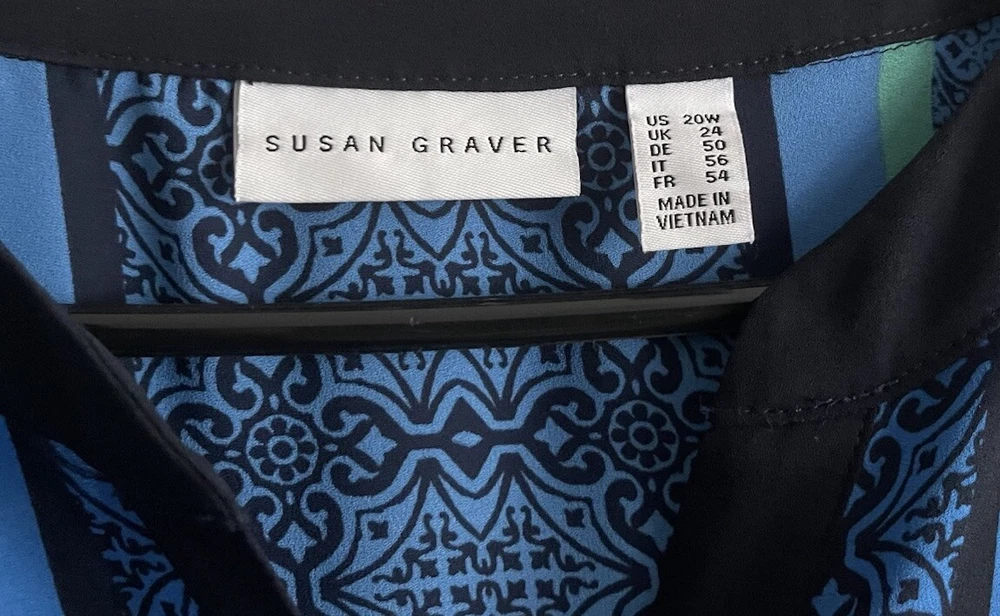 SUSAN GRAVER
US 20W
UK 24
DE 50
IT 56
FR 54
MADE IN
VIETNAM